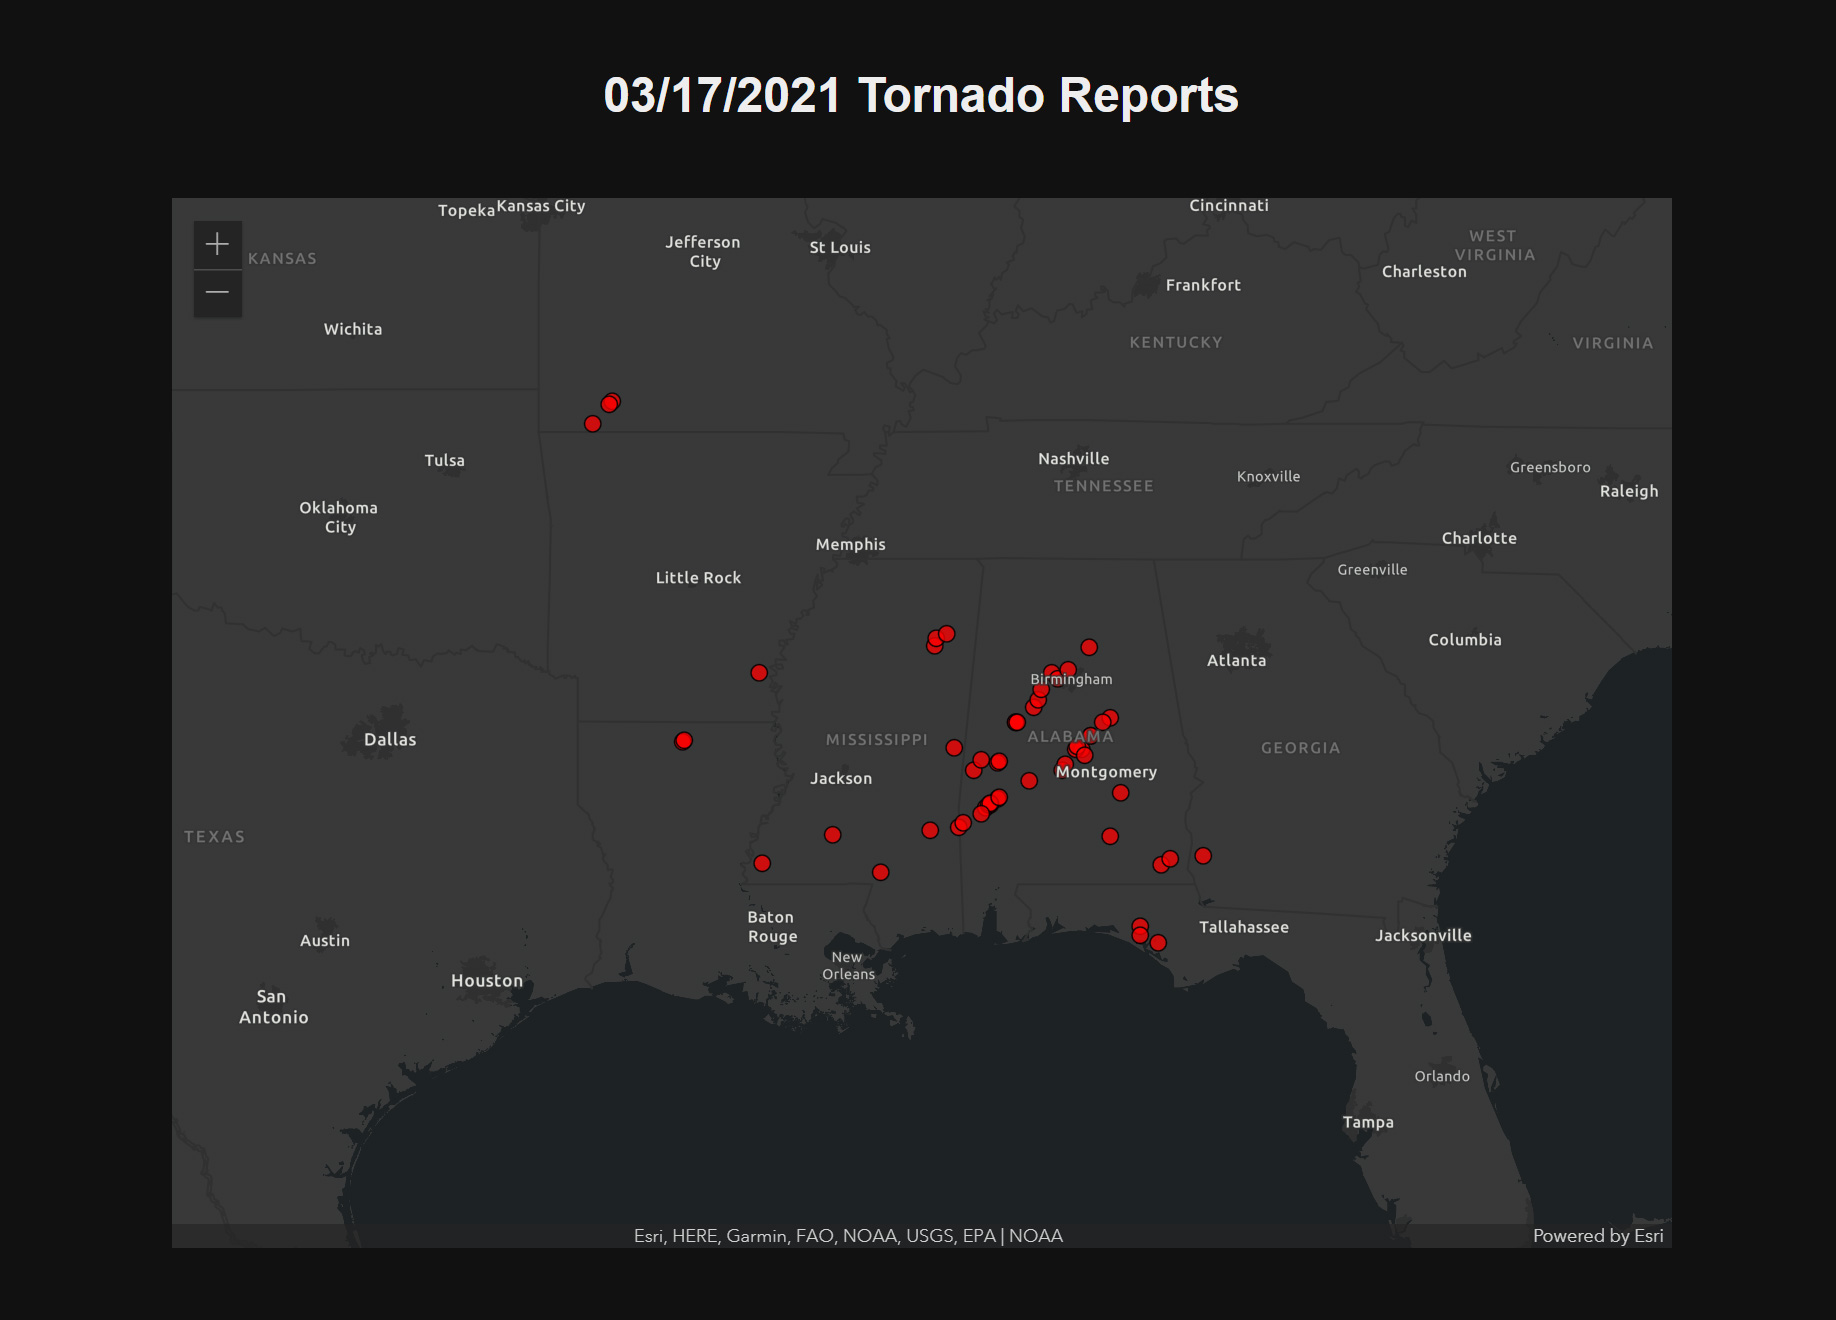 03/17/2021 Tornado Reports
Topeka
Kansas City
Cincinnati
Jefferson
City
St Louis
WEST
VIRGINIA
KANSAS
Charleston
Frankfort
Wichita
KENTUCKY
VIRGINIA
Tulsa
Nashville
Greensboro
Knoxville
TENNESSEE
Raleigh
Oklahoma
City
Charlotte
Memphis
Little Rock
Greenville
Columbia
Atlanta
Birmingham
Dallas
MISSISSIPPI
ALABAMA
GEORGIA
Jackson
Montgomery
TEXAS
Baton
Rouge
Tallahassee
Jacksonville
Austin
New
Orleans
Houston
San
Antonio
Orlando
Tampa
Esri, HERE, Garmin, FAO, NOAA, USGS, EPA | NOAA
Powered by Esri